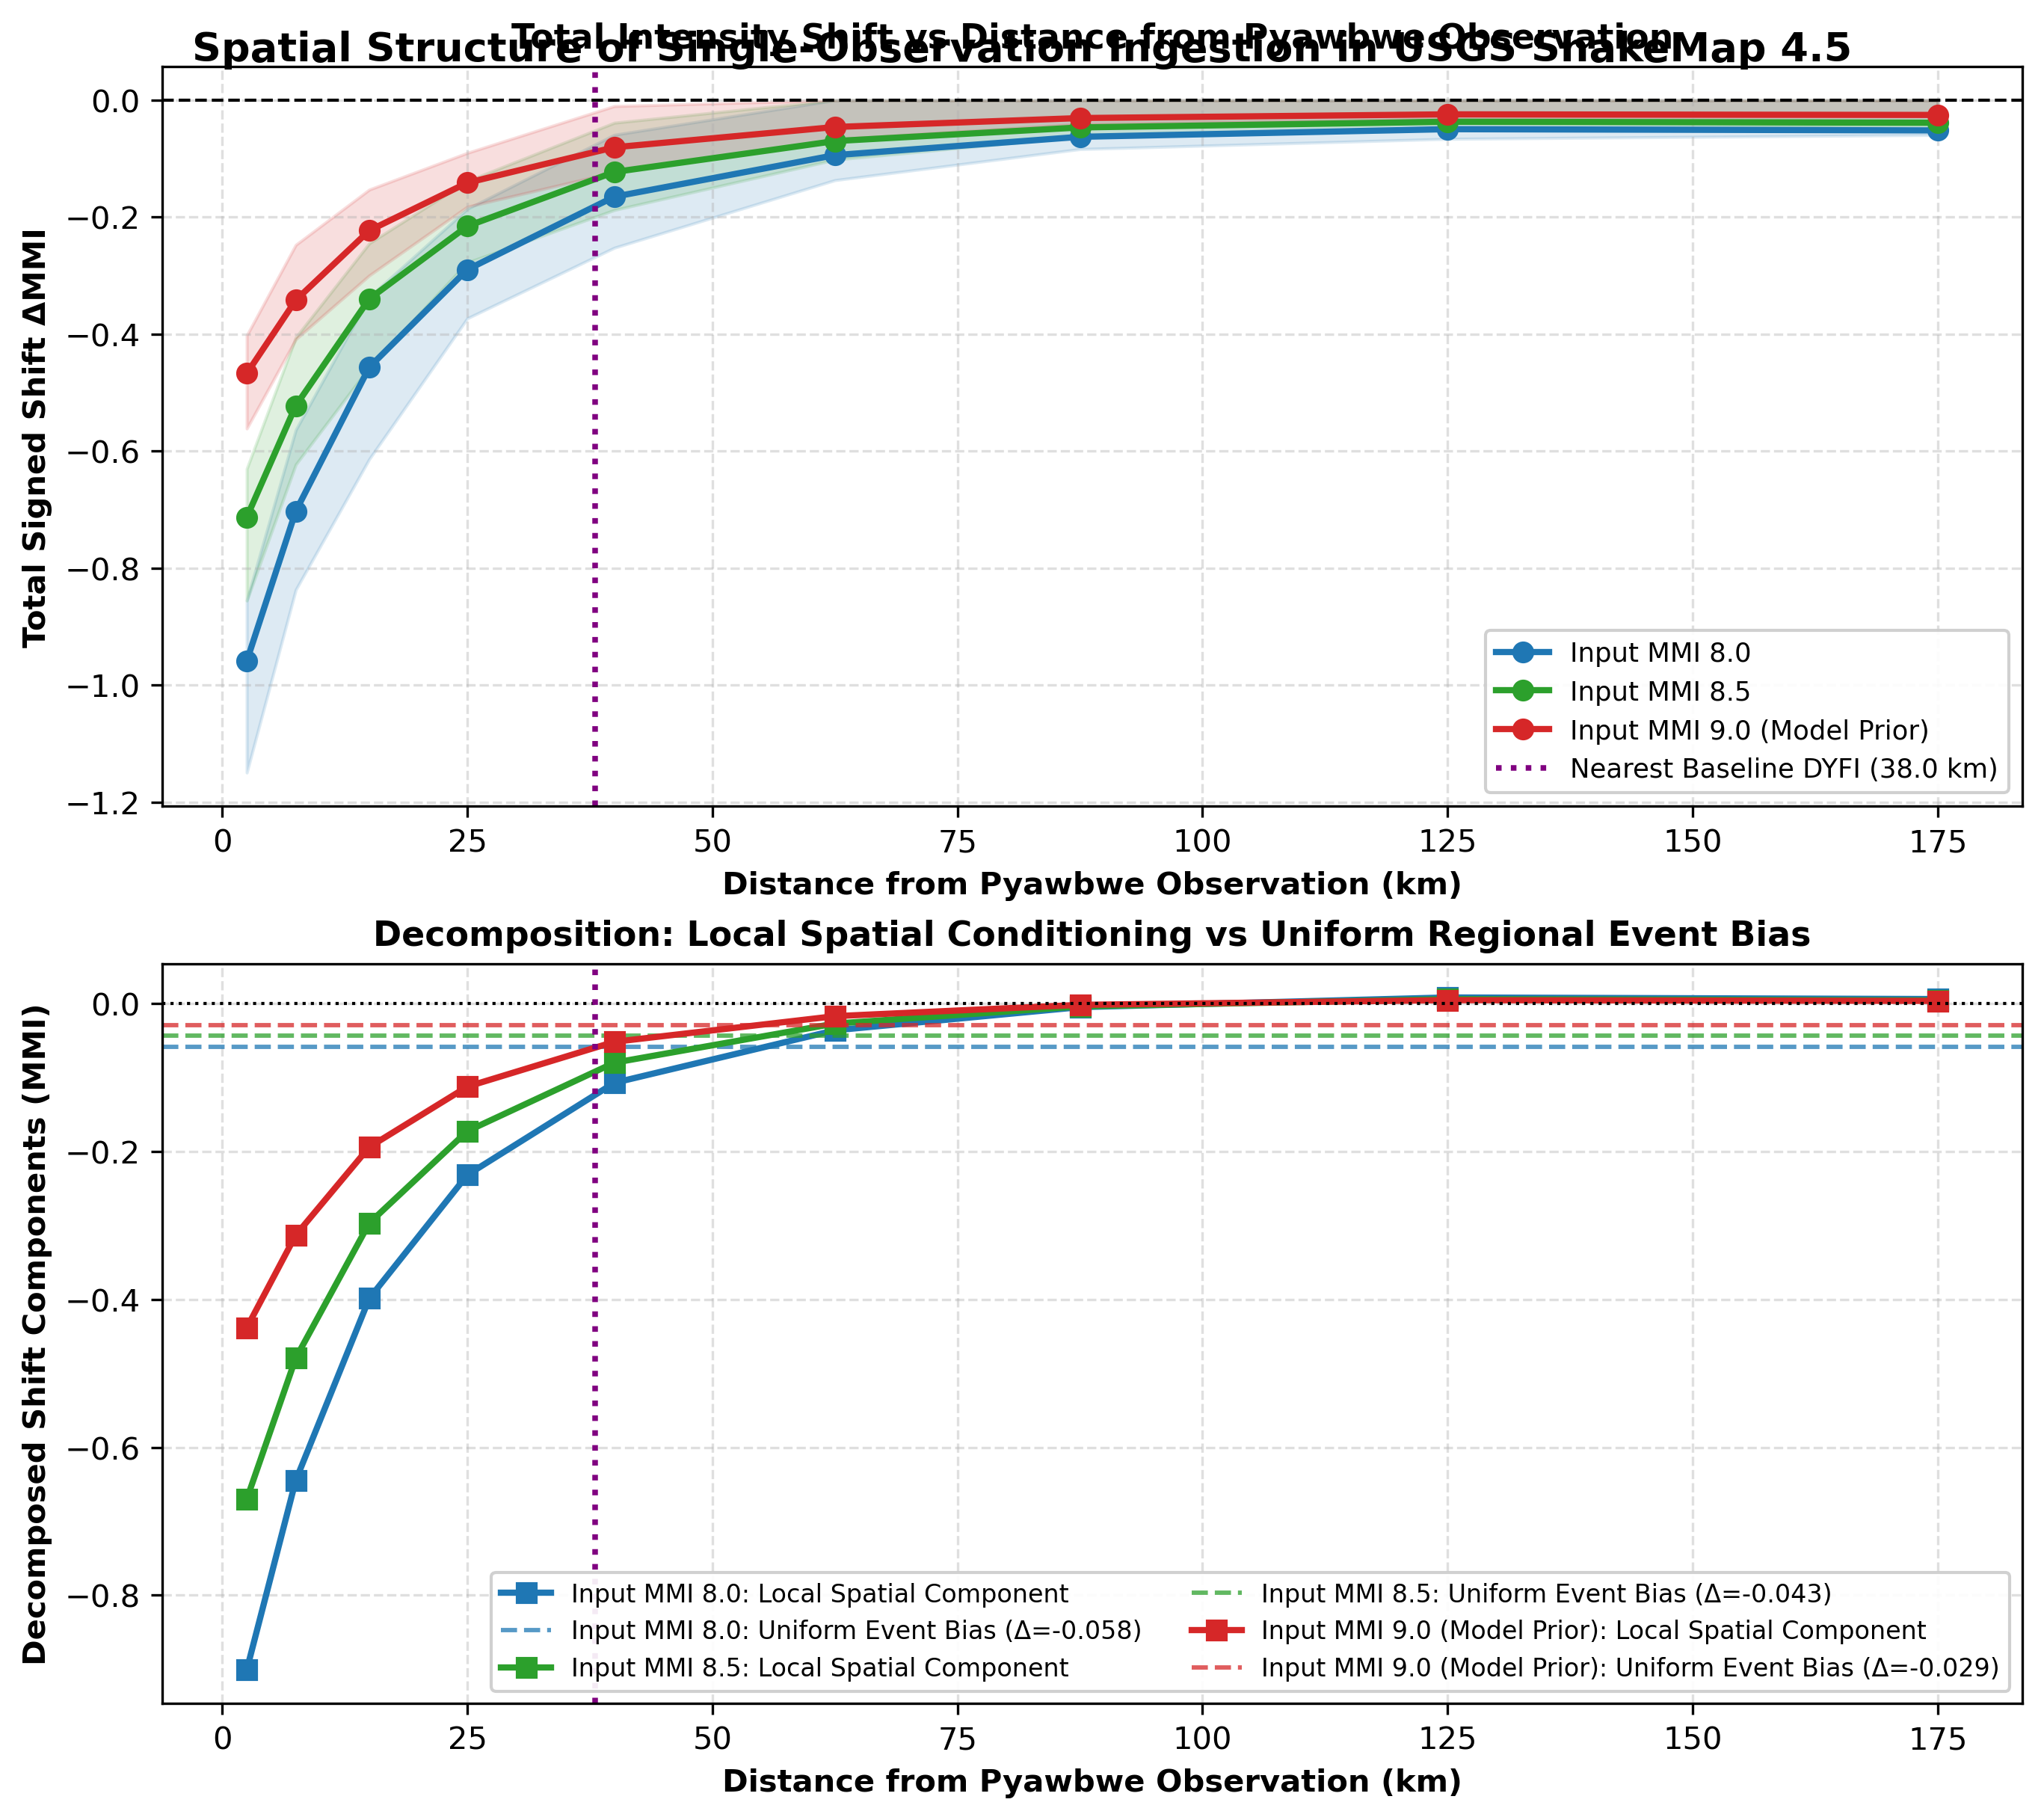 Total Intensity Shift vs Distance from Pyawbwe Observation
Spatial Structure of Single-Observation Ingestion in USGS ShakeMap 4.5
Total Signed Shift ΔMMI
0.0
−0.2
−0.4
−0.6
−0.8
−1.0
−1.2
Input MMI 8.0
Input MMI 8.5
Input MMI 9.0 (Model Prior)
Nearest Baseline DYFI (38.0 km)
0 25 50 75 100 125 150 175
Distance from Pyawbwe Observation (km)
Decomposition: Local Spatial Conditioning vs Uniform Regional Event Bias
Decomposed Shift Components (MMI)
0.0
−0.2
−0.4
−0.6
−0.8
Input MMI 8.0: Local Spatial Component
Input MMI 8.0: Uniform Event Bias (Δ=-0.058)
Input MMI 8.5: Local Spatial Component
Input MMI 8.5: Uniform Event Bias (Δ=-0.043)
Input MMI 9.0 (Model Prior): Local Spatial Component
Input MMI 9.0 (Model Prior): Uniform Event Bias (Δ=-0.029)
0 25 50 75 100 125 150 175
Distance from Pyawbwe Observation (km)